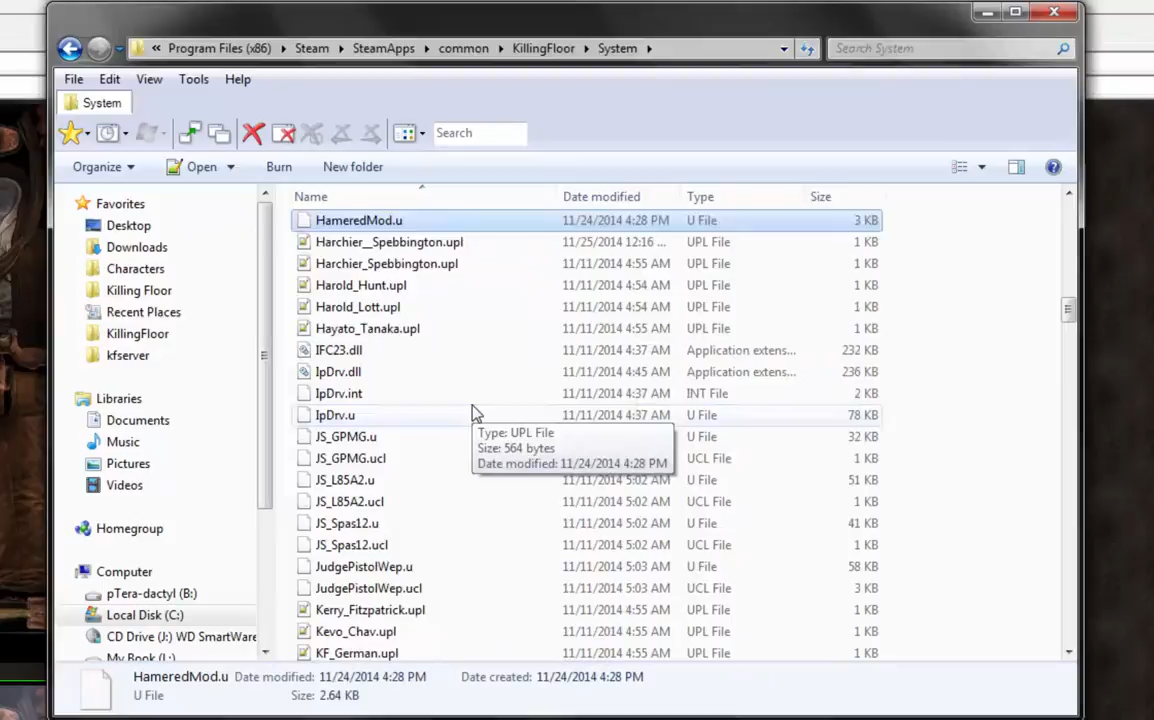 « Program Files (x86) ▸ Steam ▸ SteamApps ▸ common ▸ KillingFloor ▸ System ▸ Search System
File Edit View Tools Help
System
Search
Organize Open Burn New folder
Name Date modified Type Size
Favorites
Desktop
Downloads
Characters
Killing Floor
Recent Places
KillingFloor
kfserver
Libraries
Documents
Music
Pictures
Videos
Homegroup
Computer
pTera-dactyl (B:)
Local Disk (C:)
CD Drive (J:) WD SmartWare
My Book (L:)
HameredMod.u 11/24/2014 4:28 PM U File 3 KB
Harchier__Spebbington.upl 11/25/2014 12:16 ... UPL File 1 KB
Harchier_Spebbington.upl 11/11/2014 4:55 AM UPL File 1 KB
Harold_Hunt.upl 11/11/2014 4:54 AM UPL File 1 KB
Harold_Lott.upl 11/11/2014 4:54 AM UPL File 1 KB
Hayato_Tanaka.upl 11/11/2014 4:55 AM UPL File 1 KB
IFC23.dll 11/11/2014 4:37 AM Application extens... 232 KB
IpDrv.dll 11/11/2014 4:45 AM Application extens... 236 KB
IpDrv.int 11/11/2014 4:37 AM INT File 2 KB
IpDrv.u 11/11/2014 4:37 AM U File 78 KB
JS_GPMG.u U File 32 KB
JS_GPMG.ucl UCL File 1 KB
JS_L85A2.u 11/11/2014 5:02 AM U File 51 KB
JS_L85A2.ucl 11/11/2014 5:02 AM UCL File 1 KB
JS_Spas12.u 11/11/2014 5:02 AM U File 41 KB
JS_Spas12.ucl 11/11/2014 5:02 AM UCL File 1 KB
JudgePistolWep.u 11/11/2014 5:03 AM U File 58 KB
JudgePistolWep.ucl 11/11/2014 5:03 AM UCL File 3 KB
Kerry_Fitzpatrick.upl 11/11/2014 4:55 AM UPL File 1 KB
Kevo_Chav.upl 11/11/2014 4:55 AM UPL File 1 KB
KF_German.upl 11/11/2014 4:55 AM UPL File 1 KB
Type: UPL File
Size: 564 bytes
Date modified: 11/24/2014 4:28 PM
HameredMod.u Date modified: 11/24/2014 4:28 PM Date created: 11/24/2014 4:28 PM
U File Size: 2.64 KB